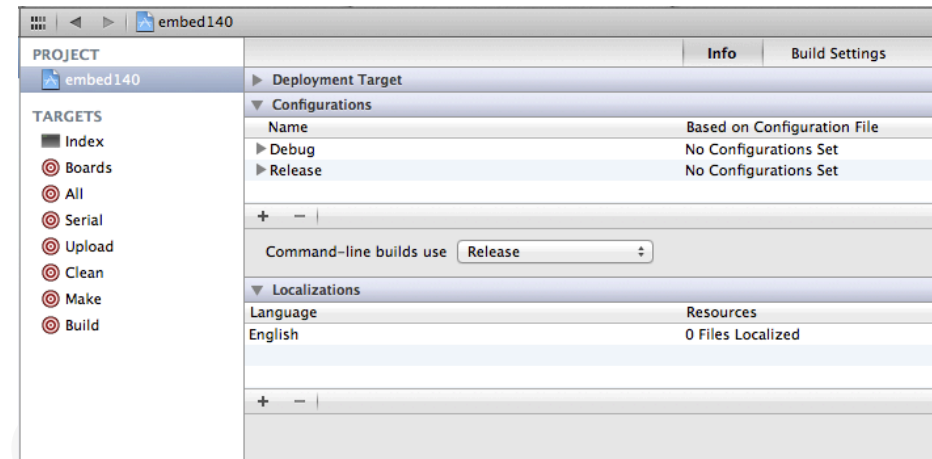 embed140
PROJECT
embed140
TARGETS
Index
Boards
All
Serial
Upload
Clean
Make
Build
Info Build Settings
Deployment Target
Configurations
Name Based on Configuration File
Debug No Configurations Set
Release No Configurations Set
+ −
Command-line builds use Release
Localizations
Language Resources
English 0 Files Localized
+ −